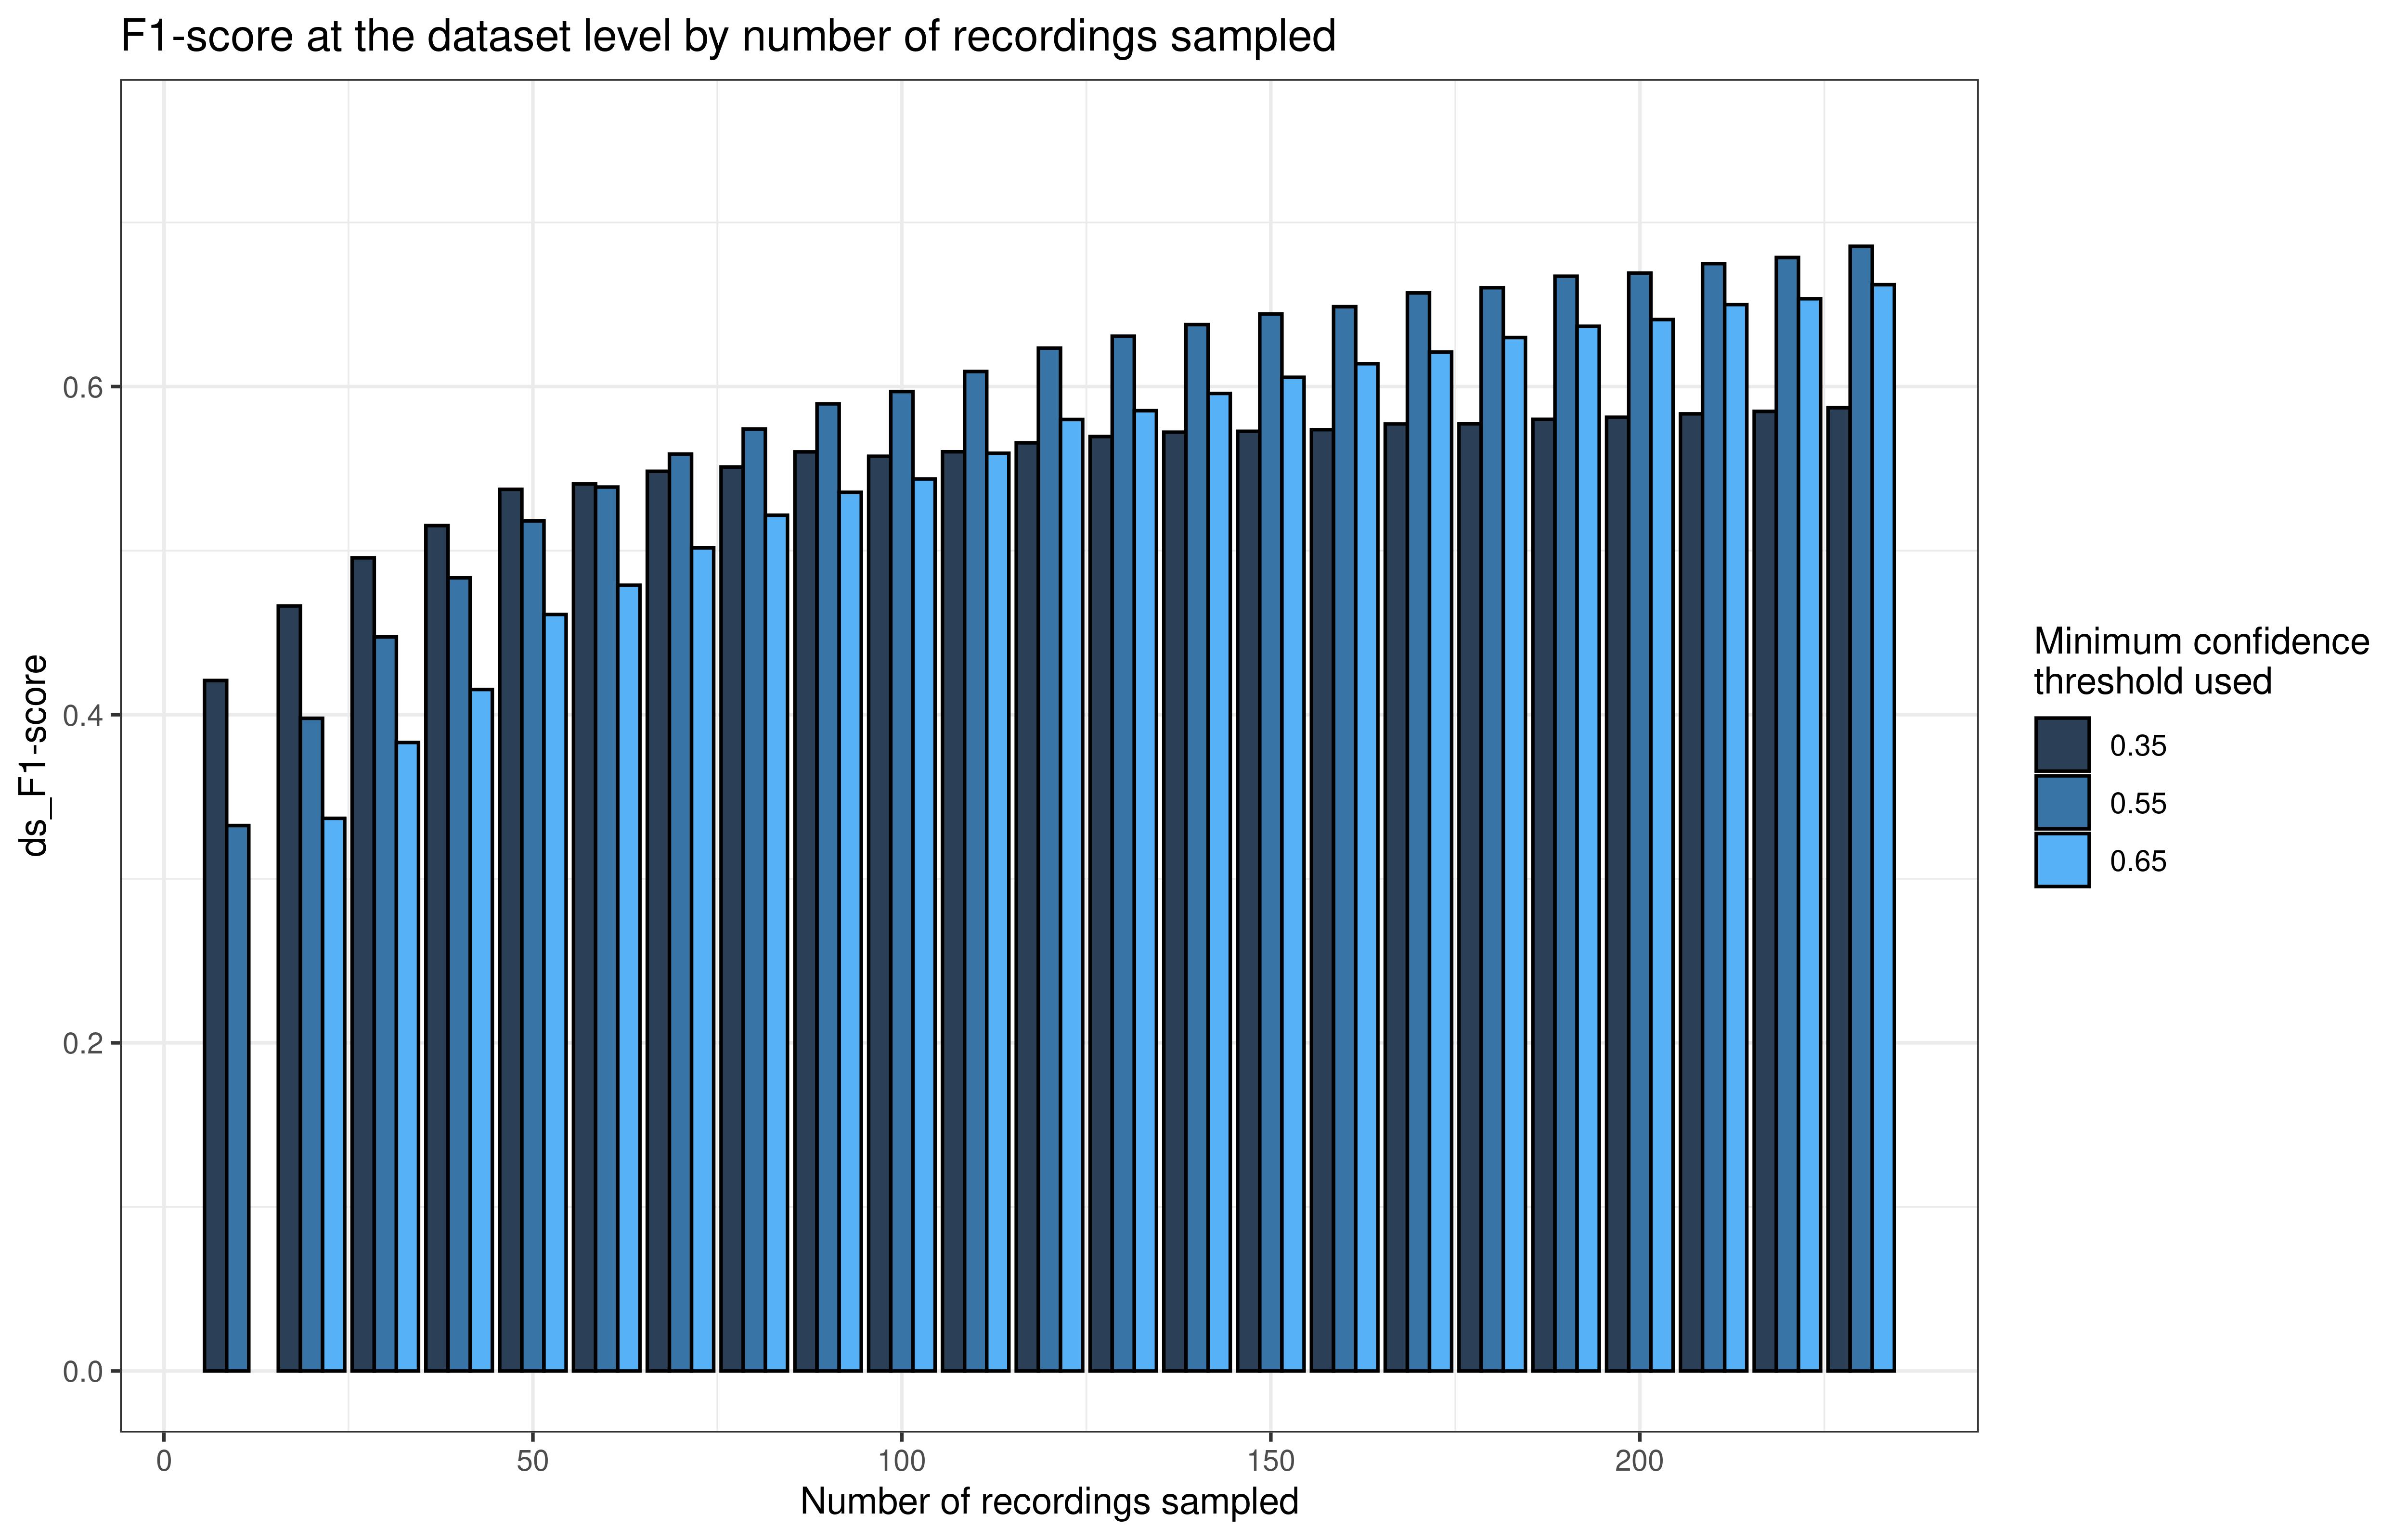 F1-score at the dataset level by number of recordings sampled
ds_F1-score
0.6
0.4
0.2
0.0
0
50
100
150
200
Number of recordings sampled
Minimum confidence
threshold used
0.35
0.55
0.65